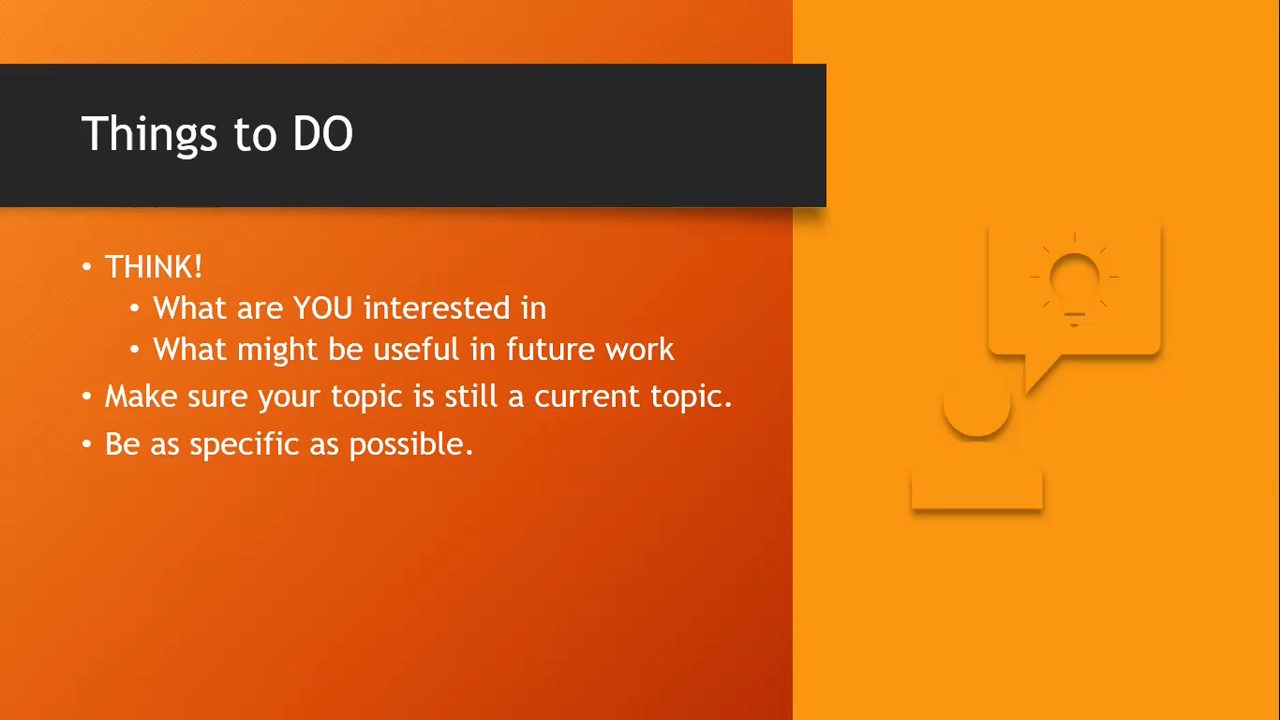 Things to DO
• THINK!
• What are YOU interested in
• What might be useful in future work
• Make sure your topic is still a current topic.
• Be as specific as possible.